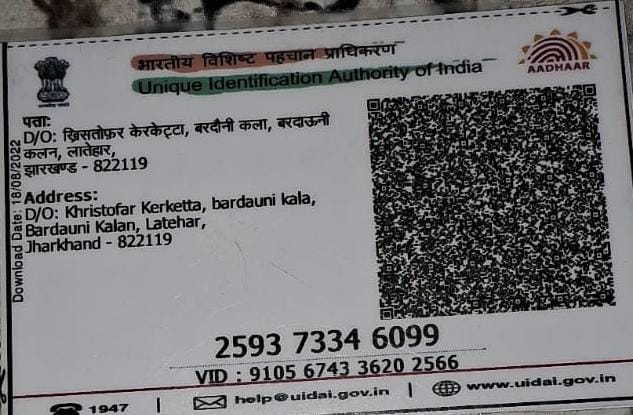 भारतीय विशिष्ट पहचान प्राधिकरण
Unique Identification Authority of India
AADHAAR
पता:
D/O: ख्रिसतोफ़र केरकेट्टा, बरदौनी कला, बरदाऊनी
कलन, लातेहार,
झारखण्ड - 822119
Address:
D/O: Khristofar Kerketta, bardauni kala,
Bardauni Kalan, Latehar,
Jharkhand - 822119
Download Date: 18/08/2022
2593 7334 6099
VID : 9105 6743 3620 2566
1947 | help@uidai.gov.in | www.uidai.gov.in